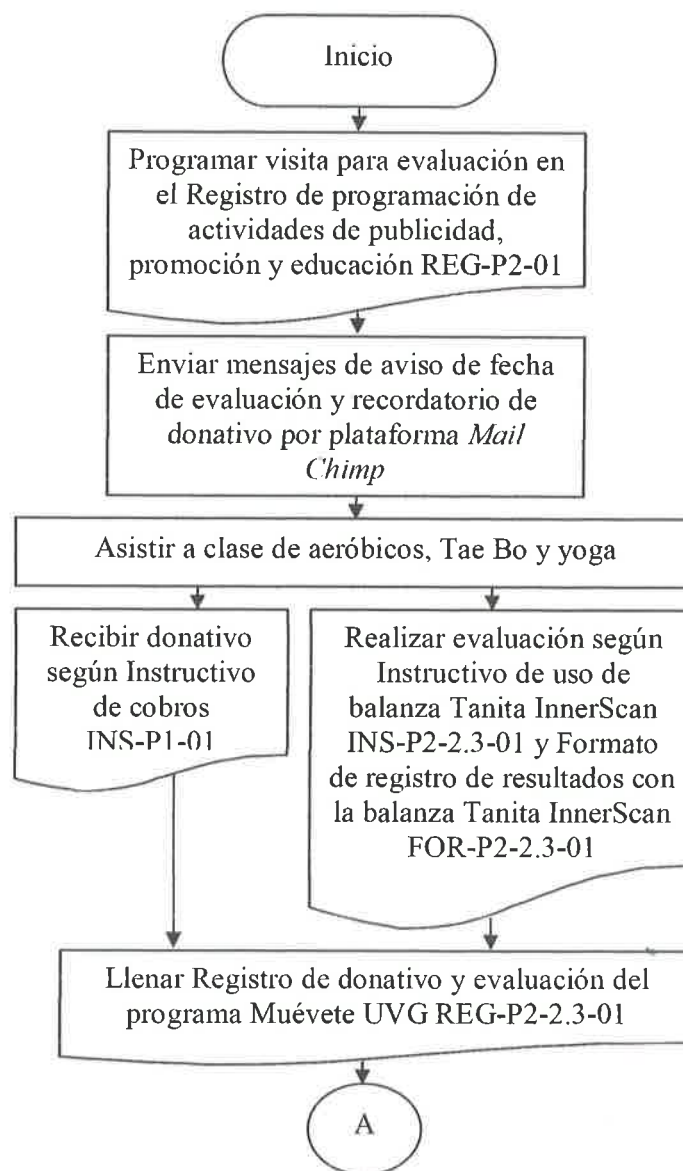 Inicio
Programar visita para evaluación en
el Registro de programación de
actividades de publicidad,
promoción y educación REG-P2-01
Enviar mensajes de aviso de fecha
de evaluación y recordatorio de
donativo por plataforma Mail
Chimp
Asistir a clase de aeróbicos, Tae Bo y yoga
Recibir donativo
según Instructivo
de cobros
INS-P1-01
Realizar evaluación según
Instructivo de uso de
balanza Tanita InnerScan
INS-P2-2.3-01 y Formato
de registro de resultados con
la balanza Tanita InnerScan
FOR-P2-2.3-01
Llenar Registro de donativo y evaluación del
programa Muévete UVG REG-P2-2.3-01
A